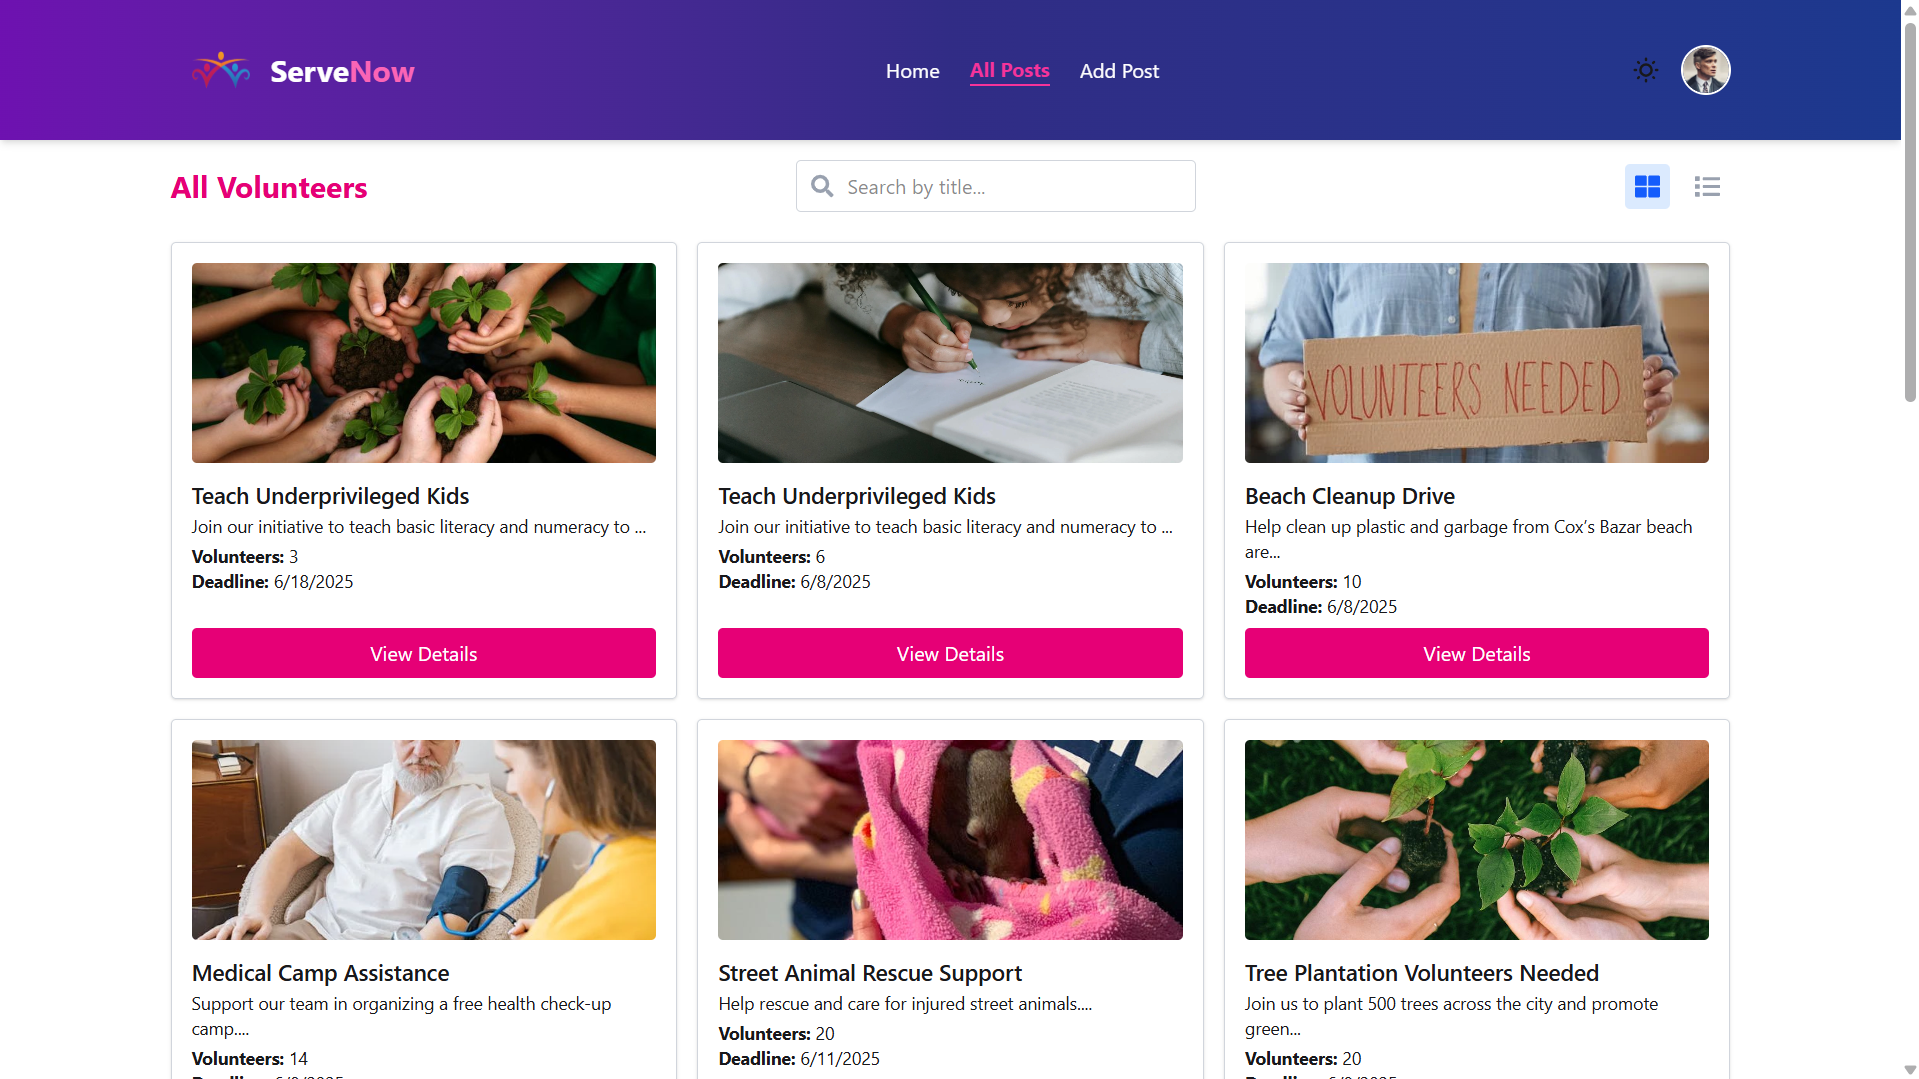 ServeNow
Home
All Posts
Add Post
All Volunteers
Search by title...
VOLUNTEERS NEEDED
Teach Underprivileged Kids
Join our initiative to teach basic literacy and numeracy to ...
Volunteers: 3
Deadline: 6/18/2025
View Details
Teach Underprivileged Kids
Join our initiative to teach basic literacy and numeracy to ...
Volunteers: 6
Deadline: 6/8/2025
View Details
Beach Cleanup Drive
Help clean up plastic and garbage from Cox’s Bazar beach
are...
Volunteers: 10
Deadline: 6/8/2025
View Details
Medical Camp Assistance
Support our team in organizing a free health check-up
camp....
Volunteers: 14
Street Animal Rescue Support
Help rescue and care for injured street animals....
Volunteers: 20
Deadline: 6/11/2025
Tree Plantation Volunteers Needed
Join us to plant 500 trees across the city and promote
green...
Volunteers: 20